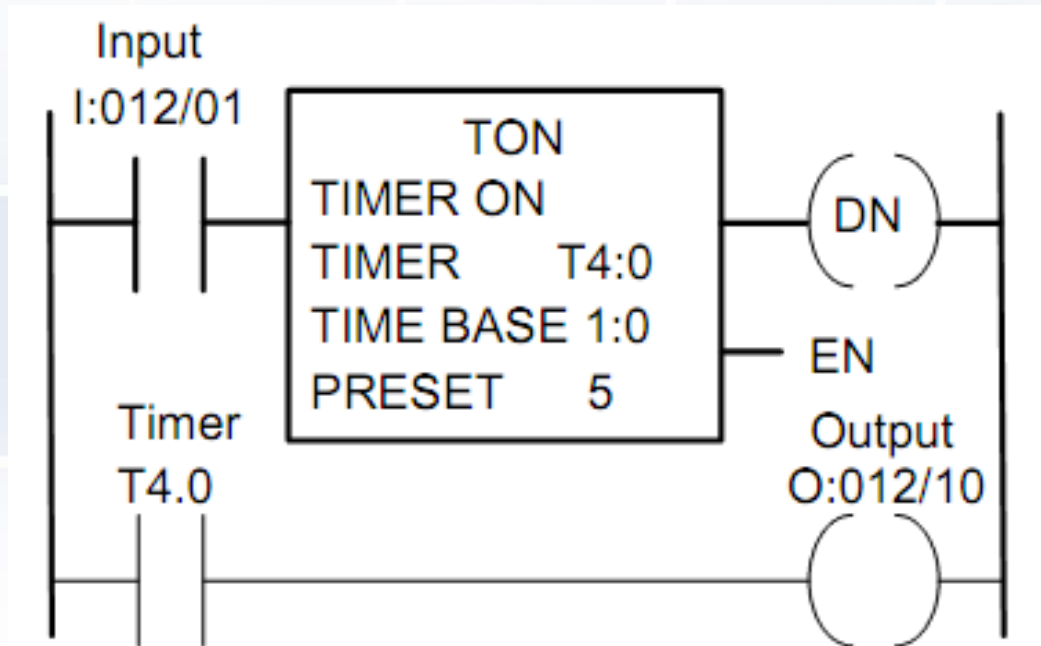 Input
I:012/01
TON
TIMER ON
TIMER T4:0
TIME BASE 1:0
PRESET 5
DN
EN
Timer
T4.0
Output
O:012/10